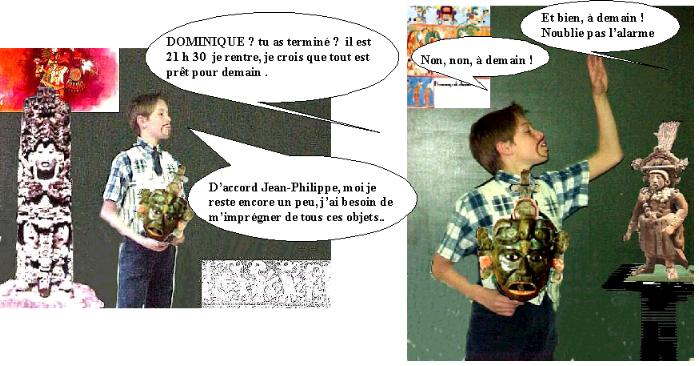 DOMINIQUE ? tu as terminé ? il est
21 h 30 je rentre, je crois que tout est
prêt pour demain .
D'accord Jean-Philippe, moi je
reste encore un peu, j'ai besoin de
m'imprégner de tous ces objets..
Et bien, à demain !
Noublie pas l'alarme
Non, non, à demain !